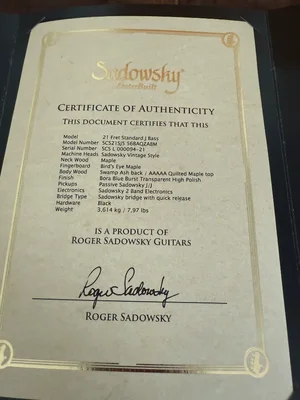 Sadowsky
MasterBuilt
CERTIFICATE OF AUTHENTICITY
THIS DOCUMENT CERTIFIES THAT THIS
Model 21 Fret Standard J Bass
Model Number
Serial Number SCS L 000094-21
Machine Heads Sadowsky Vintage Style
Neck Wood Maple
Fingerboard Bird's Eye Maple
Body Wood Swamp Ash back / AAAAA Quilted Maple top
Finish Bora Blue Burst Transparent High Polish
Pickups Passive Sadowsky J/J
Electronics Sadowsky 2 Band Electronics
Bridge Type Sadowsky bridge with quick release
Hardware Black
Weight 3,614 kg / 7,97 lbs
IS A PRODUCT OF
ROGER SADOWSKY GUITARS
Roger Sadowsky
ROGER SADOWSKY